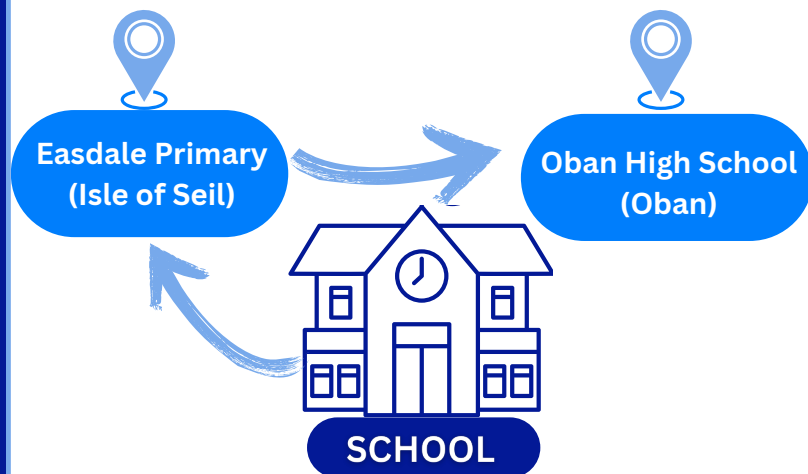 Easdale Primary
(Isle of Seil)
Oban High School
(Oban)
SCHOOL